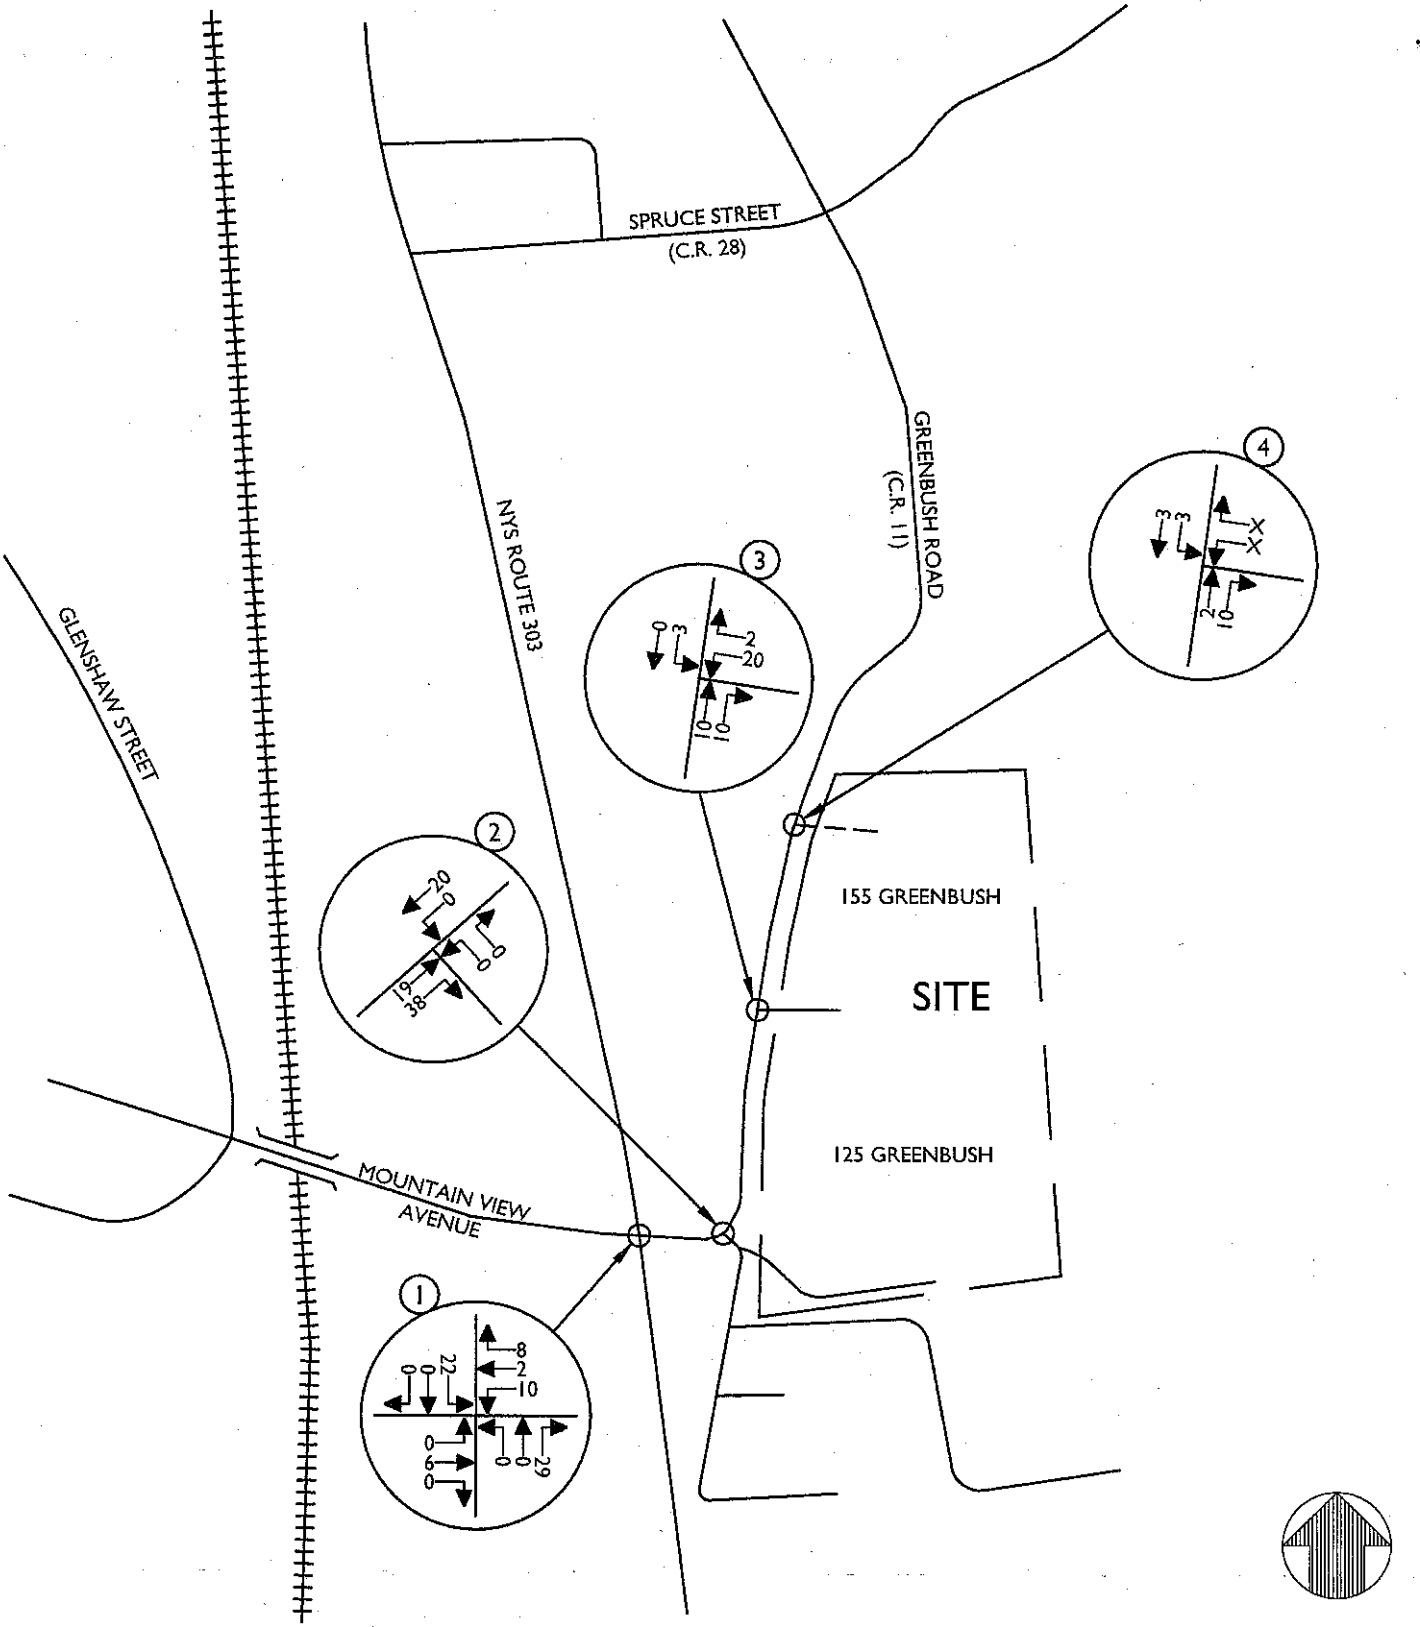 SPRUCE STREET
(C.R. 28)
GREENBUSH ROAD
(C.R. 11)
4
3
3
X
X
2
10
NYS ROUTE 303
3
0
3
2
20
10
10
GLENSHAW STREET
2
20
0
0
0
19
38
155 GREENBUSH
SITE
125 GREENBUSH
MOUNTAIN VIEW
AVENUE
1
0
0
22
8
2
10
0
6
0
0
0
29